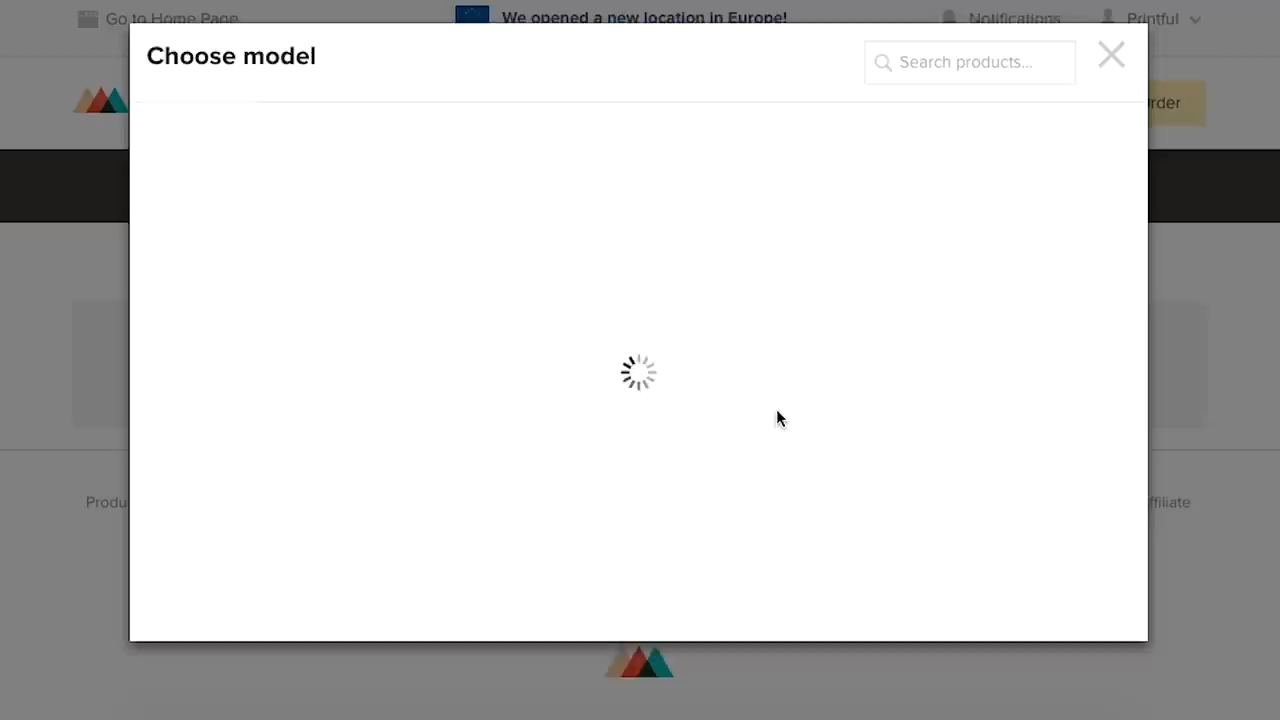 Go to Home Page
We opened a new location in Europe!
Notifications
Printful
Choose model
Search products...
rder
Produ
ffiliate